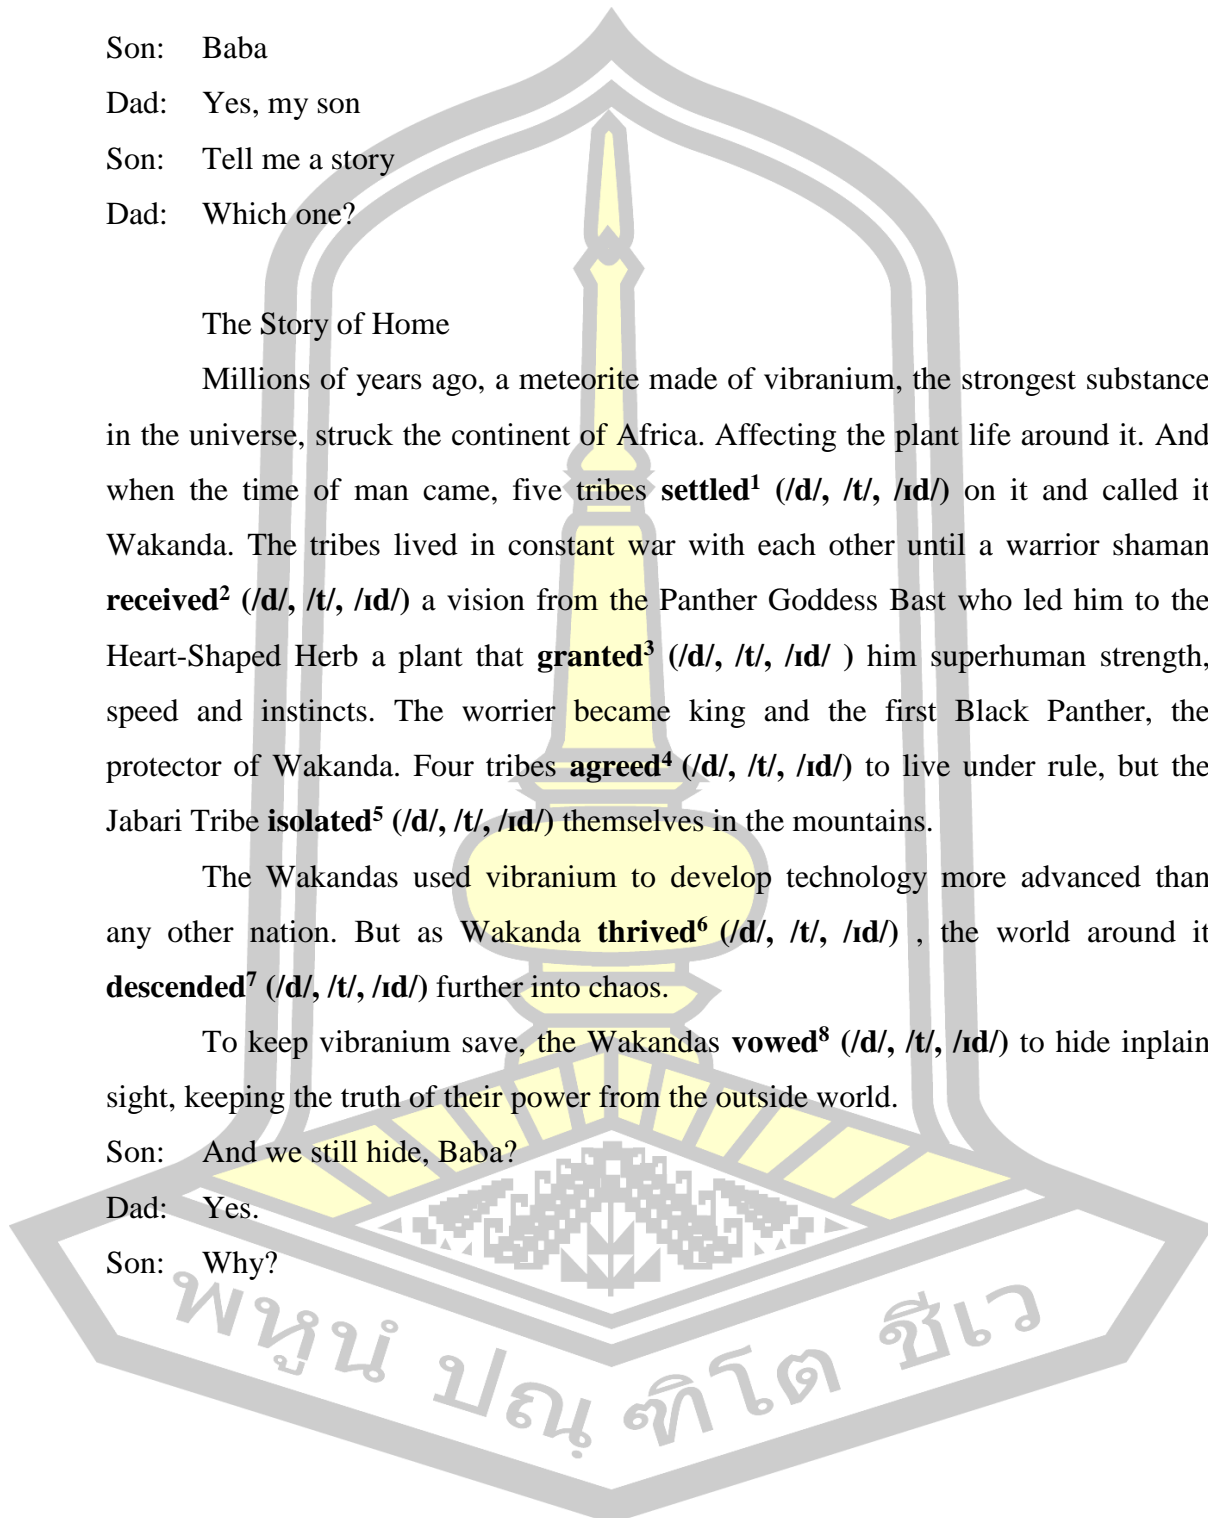 Son: Baba
Dad: Yes, my son
Son: Tell me a story
Dad: Which one?
The Story of Home
Millions of years ago, a meteorite made of vibranium, the strongest substance
in the universe, struck the continent of Africa. Affecting the plant life around it. And
when the time of man came, five tribes settled¹ (/d/, /t/, /ɪd/) on it and called it
Wakanda. The tribes lived in constant war with each other until a warrior shaman
received² (/d/, /t/, /ɪd/) a vision from the Panther Goddess Bast who led him to the
Heart-Shaped Herb a plant that granted³ (/d/, /t/, /ɪd/ ) him superhuman strength,
speed and instincts. The worrier became king and the first Black Panther, the
protector of Wakanda. Four tribes agreed⁴ (/d/, /t/, /ɪd/) to live under rule, but the
Jabari Tribe isolated⁵ (/d/, /t/, /ɪd/) themselves in the mountains.
The Wakandas used vibranium to develop technology more advanced than
any other nation. But as Wakanda thrived⁶ (/d/, /t/, /ɪd/) , the world around it
descended⁷ (/d/, /t/, /ɪd/) further into chaos.
To keep vibranium save, the Wakandas vowed⁸ (/d/, /t/, /ɪd/) to hide inplain
sight, keeping the truth of their power from the outside world.
Son: And we still hide, Baba?
Dad: Yes.
Son: Why?
พหูนํ ปณฺฑิโต ชีเว